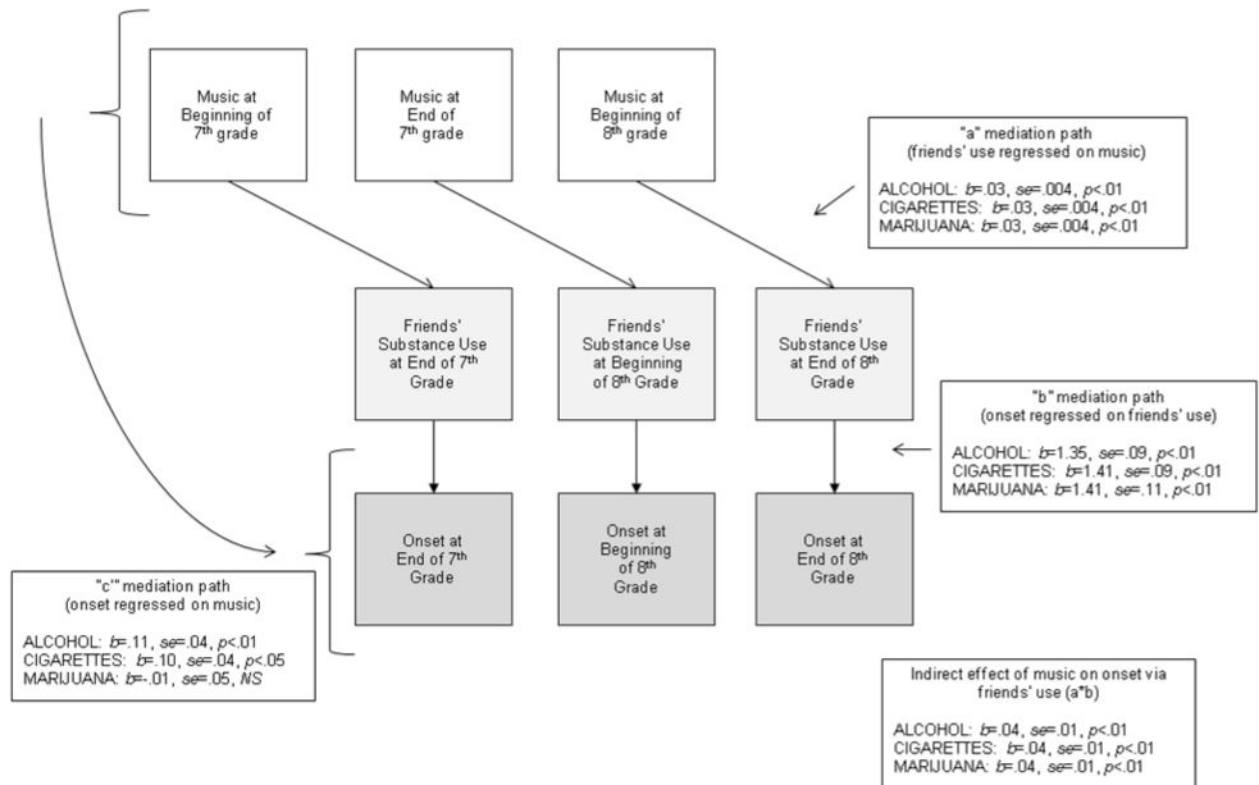 Music at
Beginning of
7th grade
Music at
End of
7th grade
Music at
Beginning of
8th grade
"a" mediation path
(friends' use regressed on music)
ALCOHOL: b=.03, se=.004, p<.01
CIGARETTES: b=.03, se=.004, p<.01
MARIJUANA: b=.03, se=.004, p<.01
Friends'
Substance Use
at End of 7th
Grade
Friends'
Substance Use
at Beginning
of 8th Grade
Friends'
Substance Use
at End of 8th
Grade
"b" mediation path
(onset regressed on friends' use)
ALCOHOL: b=1.35, se=.09, p<.01
CIGARETTES: b=1.41, se=.09, p<.01
MARIJUANA: b=1.41, se=.11, p<.01
Onset at
End of 7th
Grade
Onset at
Beginning
of 8th
Grade
Onset at
End of 8th
Grade
"c'" mediation path
(onset regressed on music)
ALCOHOL: b=.11, se=.04, p<.01
CIGARETTES: b=.10, se=.04, p<.05
MARIJUANA: b=-.01, se=.05, NS
Indirect effect of music on onset via
friends' use (a*b)
ALCOHOL: b=.04, se=.01, p<.01
CIGARETTES: b=.04, se=.01, p<.01
MARIJUANA: b=.04, se=.01, p<.01